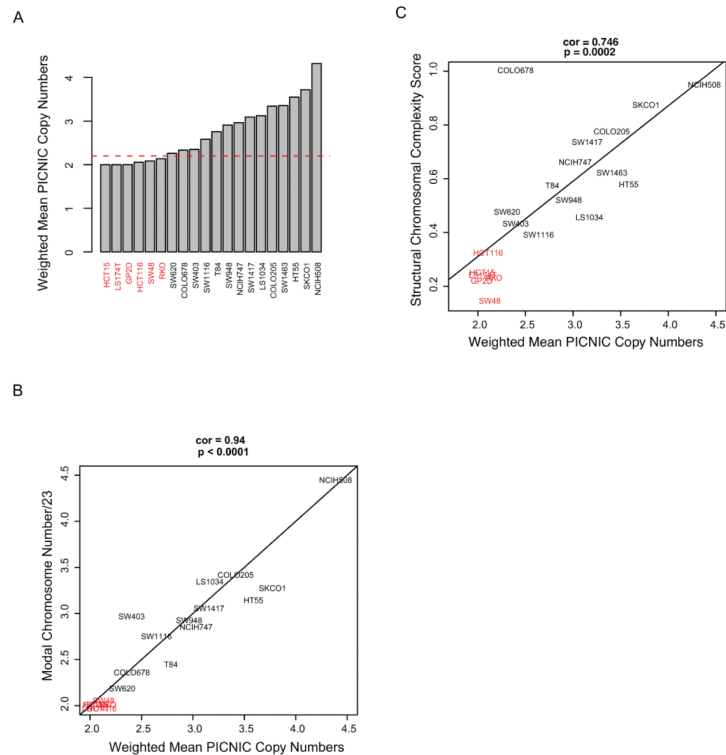 A
Weighted Mean PICNIC Copy Numbers
4
3
2
1
0
HCT15
LS174T
GP2D
HCT116
SW48
RKO
SW620
COLO678
SW403
SW1116
T84
SW948
NCIH747
SW1417
LS1034
COLO205
SW1463
HT55
SKCO1
NCIH508
C
cor = 0.746
p = 0.0002
Structural Chromosomal Complexity Score
1.0
0.8
0.6
0.4
0.2
COLO678
NCIH508
SKCO1
COLO205
SW1417
NCIH747
SW1463
T84
HT55
SW948
SW620
LS1034
SW403
SW1116
HCT116
HCT15
RKO
GP2D
SW48
2.0 2.5 3.0 3.5 4.0 4.5
Weighted Mean PICNIC Copy Numbers
B
cor = 0.94
p < 0.0001
Modal Chromosome Number/23
4.5
4.0
3.5
3.0
2.5
2.0
NCIH508
COLO205
LS1034
SKCO1
HT55
SW1417
SW403
SW948
NCIH747
SW1116
T84
COLO678
SW620
SW48
2.0 2.5 3.0 3.5 4.0 4.5
Weighted Mean PICNIC Copy Numbers